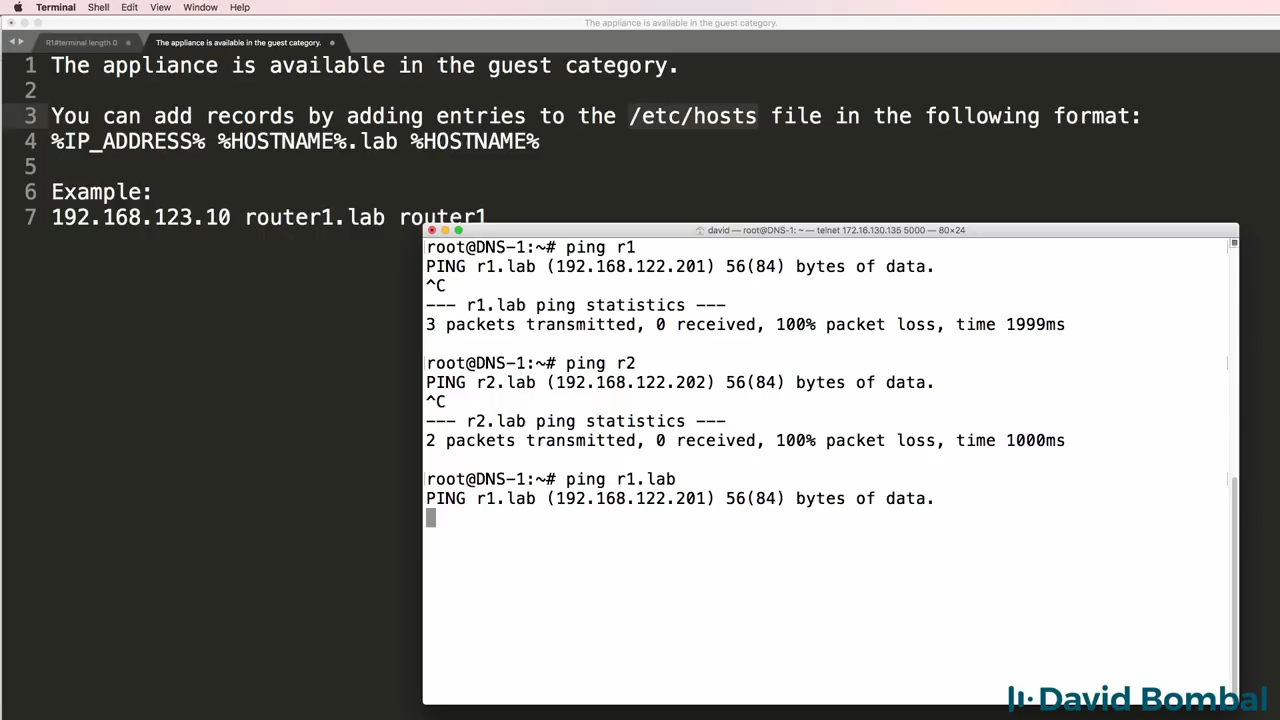 Terminal Shell Edit View Window Help
The appliance is available in the guest category.
R1#terminal length 0
The appliance is available in the guest category.
1 The appliance is available in the guest category.
2
3 You can add records by adding entries to the /etc/hosts file in the following format:
4 %IP_ADDRESS% %HOSTNAME%.lab %HOSTNAME%
5
6 Example:
7 192.168.123.10 router1.lab router1
david — root@DNS-1: ~ — telnet 172.16.130.135 5000 — 80×24
root@DNS-1:~# ping r1
PING r1.lab (192.168.122.201) 56(84) bytes of data.
^C
--- r1.lab ping statistics ---
3 packets transmitted, 0 received, 100% packet loss, time 1999ms
root@DNS-1:~# ping r2
PING r2.lab (192.168.122.202) 56(84) bytes of data.
^C
--- r2.lab ping statistics ---
2 packets transmitted, 0 received, 100% packet loss, time 1000ms
root@DNS-1:~# ping r1.lab
PING r1.lab (192.168.122.201) 56(84) bytes of data.
David Bombal